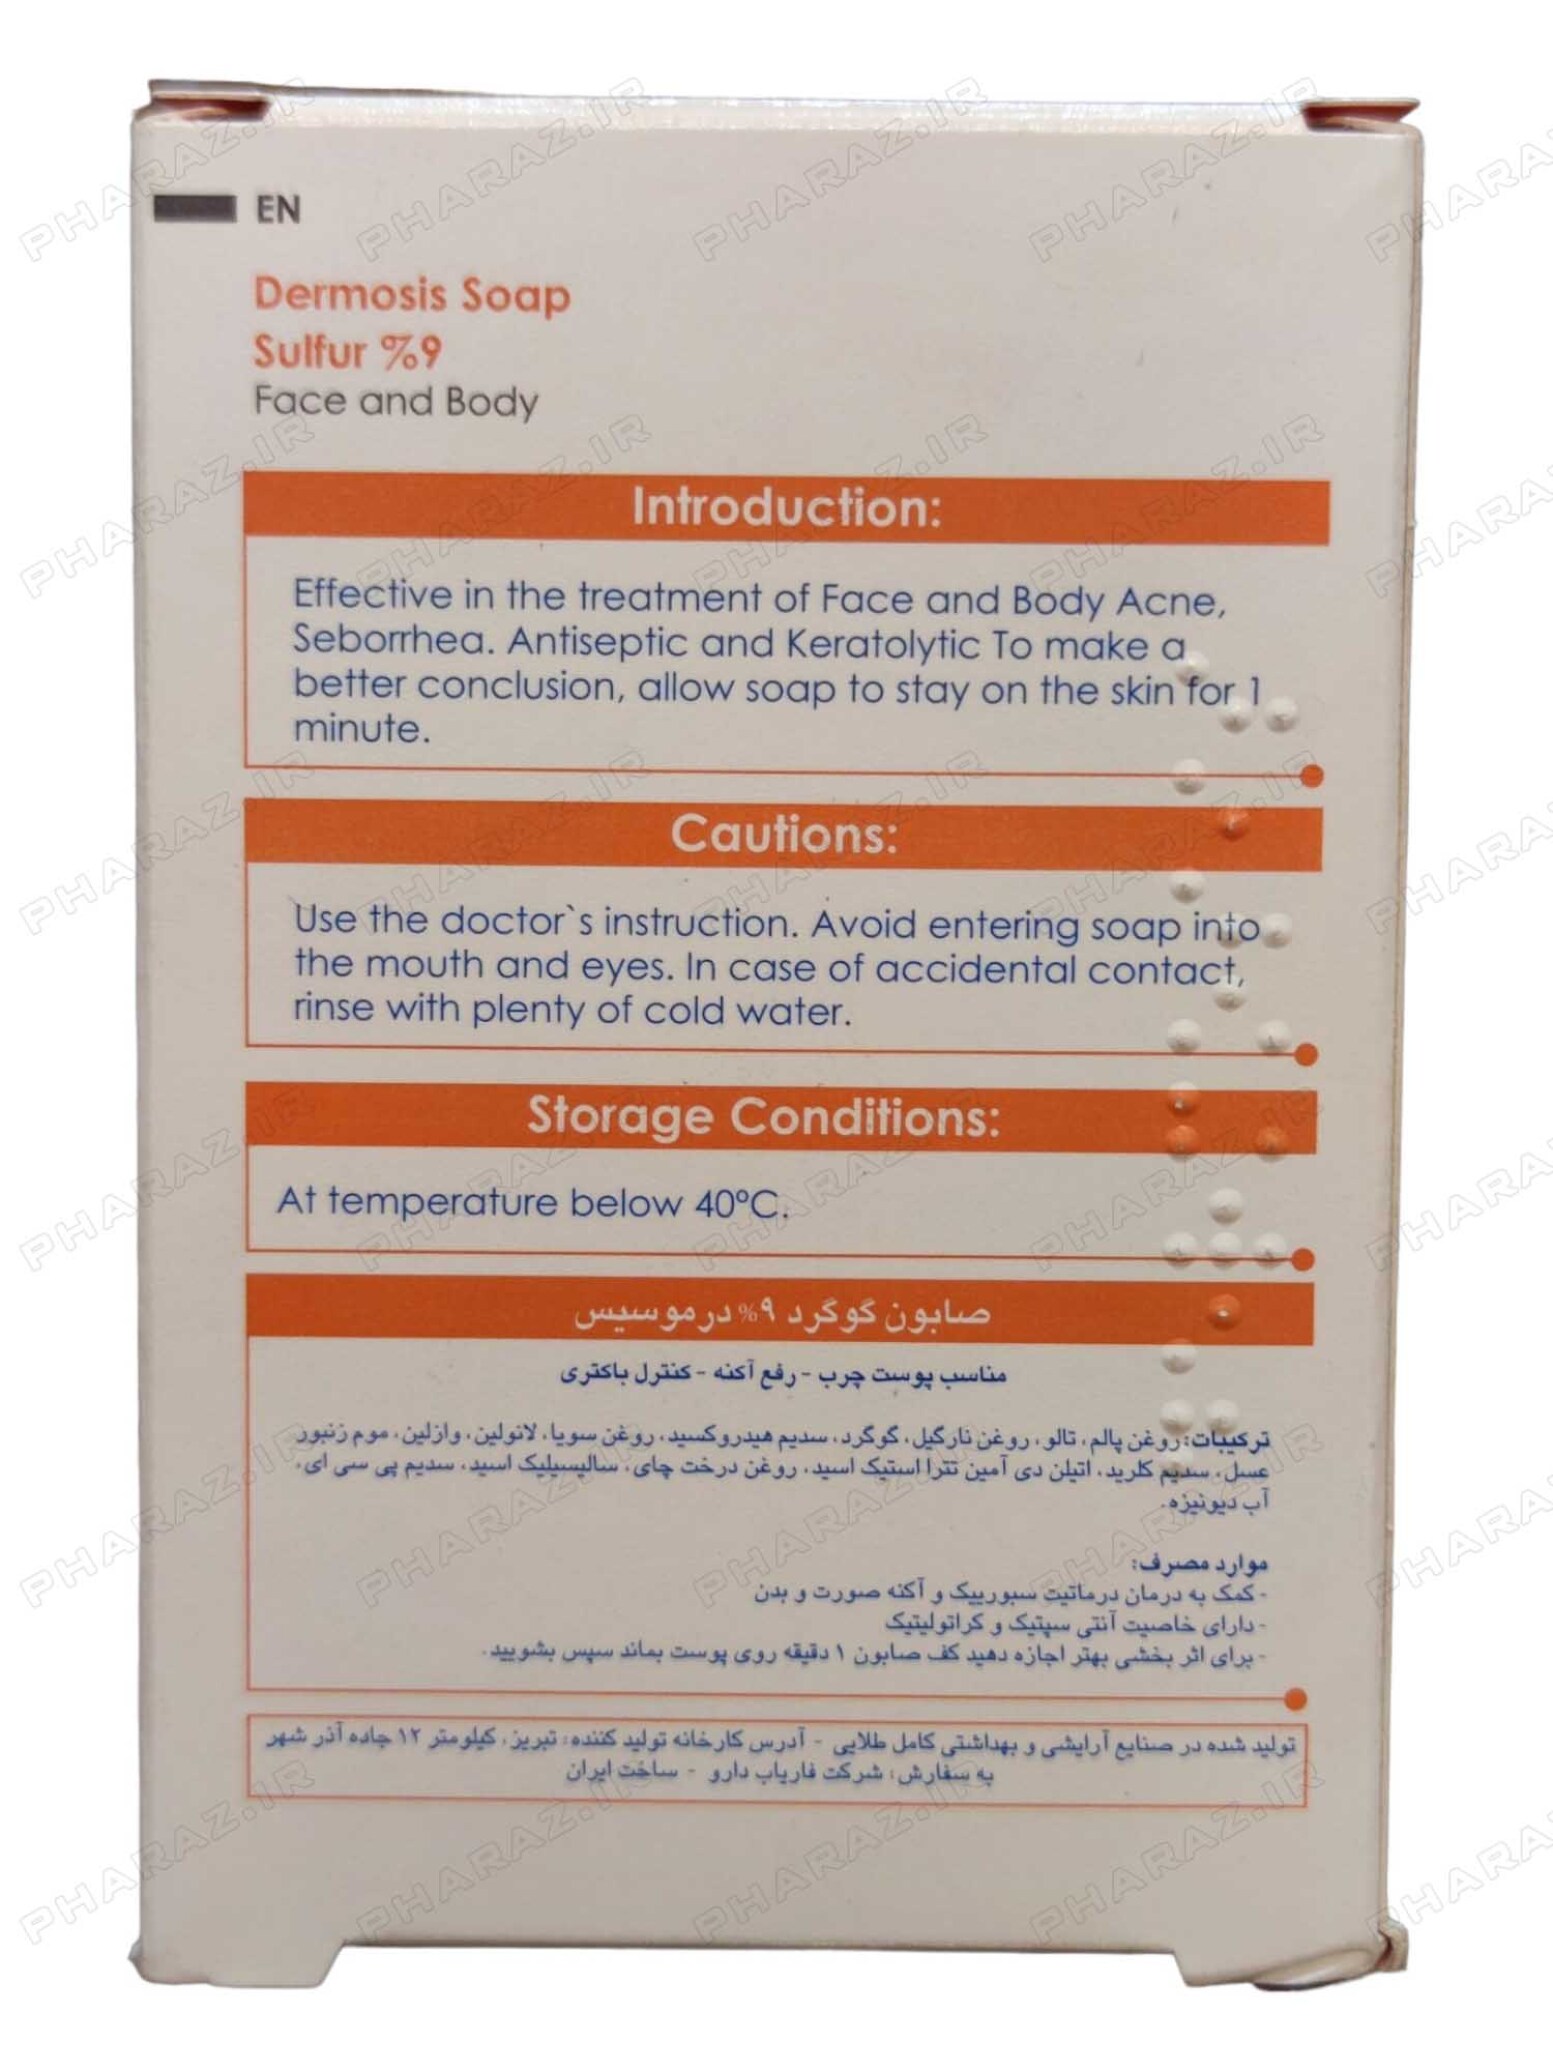 EN
Dermosis Soap
Sulfur %9
Face and Body
Introduction:
Effective in the treatment of Face and Body Acne,
Seborrhea. Antiseptic and Keratolytic To make a
better conclusion, allow soap to stay on the skin for 1
minute.
Cautions:
Use the doctor`s instruction. Avoid entering soap into
the mouth and eyes. In case of accidental contact,
rinse with plenty of cold water.
Storage Conditions:
At temperature below 40°C.
صابون گوگرد ۹% درموسیس
مناسب پوست چرب - رفع آکنه - کنترل باکتری
ترکیبات: روغن پالم، تالو، روغن نارگیل، گوگرد، سدیم هیدروکسید، روغن سویا، لانولین، وازلین، موم زنبور
عسل، سدیم کلرید، اتیلن دی آمین تترا استیک اسید، روغن درخت چای، سالیسیلیک اسید، سدیم پی سی ای،
آب دیونیزه.
موارد مصرف:
- کمک به درمان درماتیت سبورییک و آکنه صورت و بدن
- دارای خاصیت آنتی سپتیک و کراتولیتیک
- برای اثر بخشی بهتر اجازه دهید کف صابون ۱ دقیقه روی پوست بماند سپس بشویید.
تولید شده در صنایع آرایشی و بهداشتی کامل طلایی - آدرس کارخانه تولید کننده: تبریز، کیلومتر ۱۲ جاده آذر شهر
به سفارش: شرکت فاریاب دارو - ساخت ایران
PHARAZ.IR